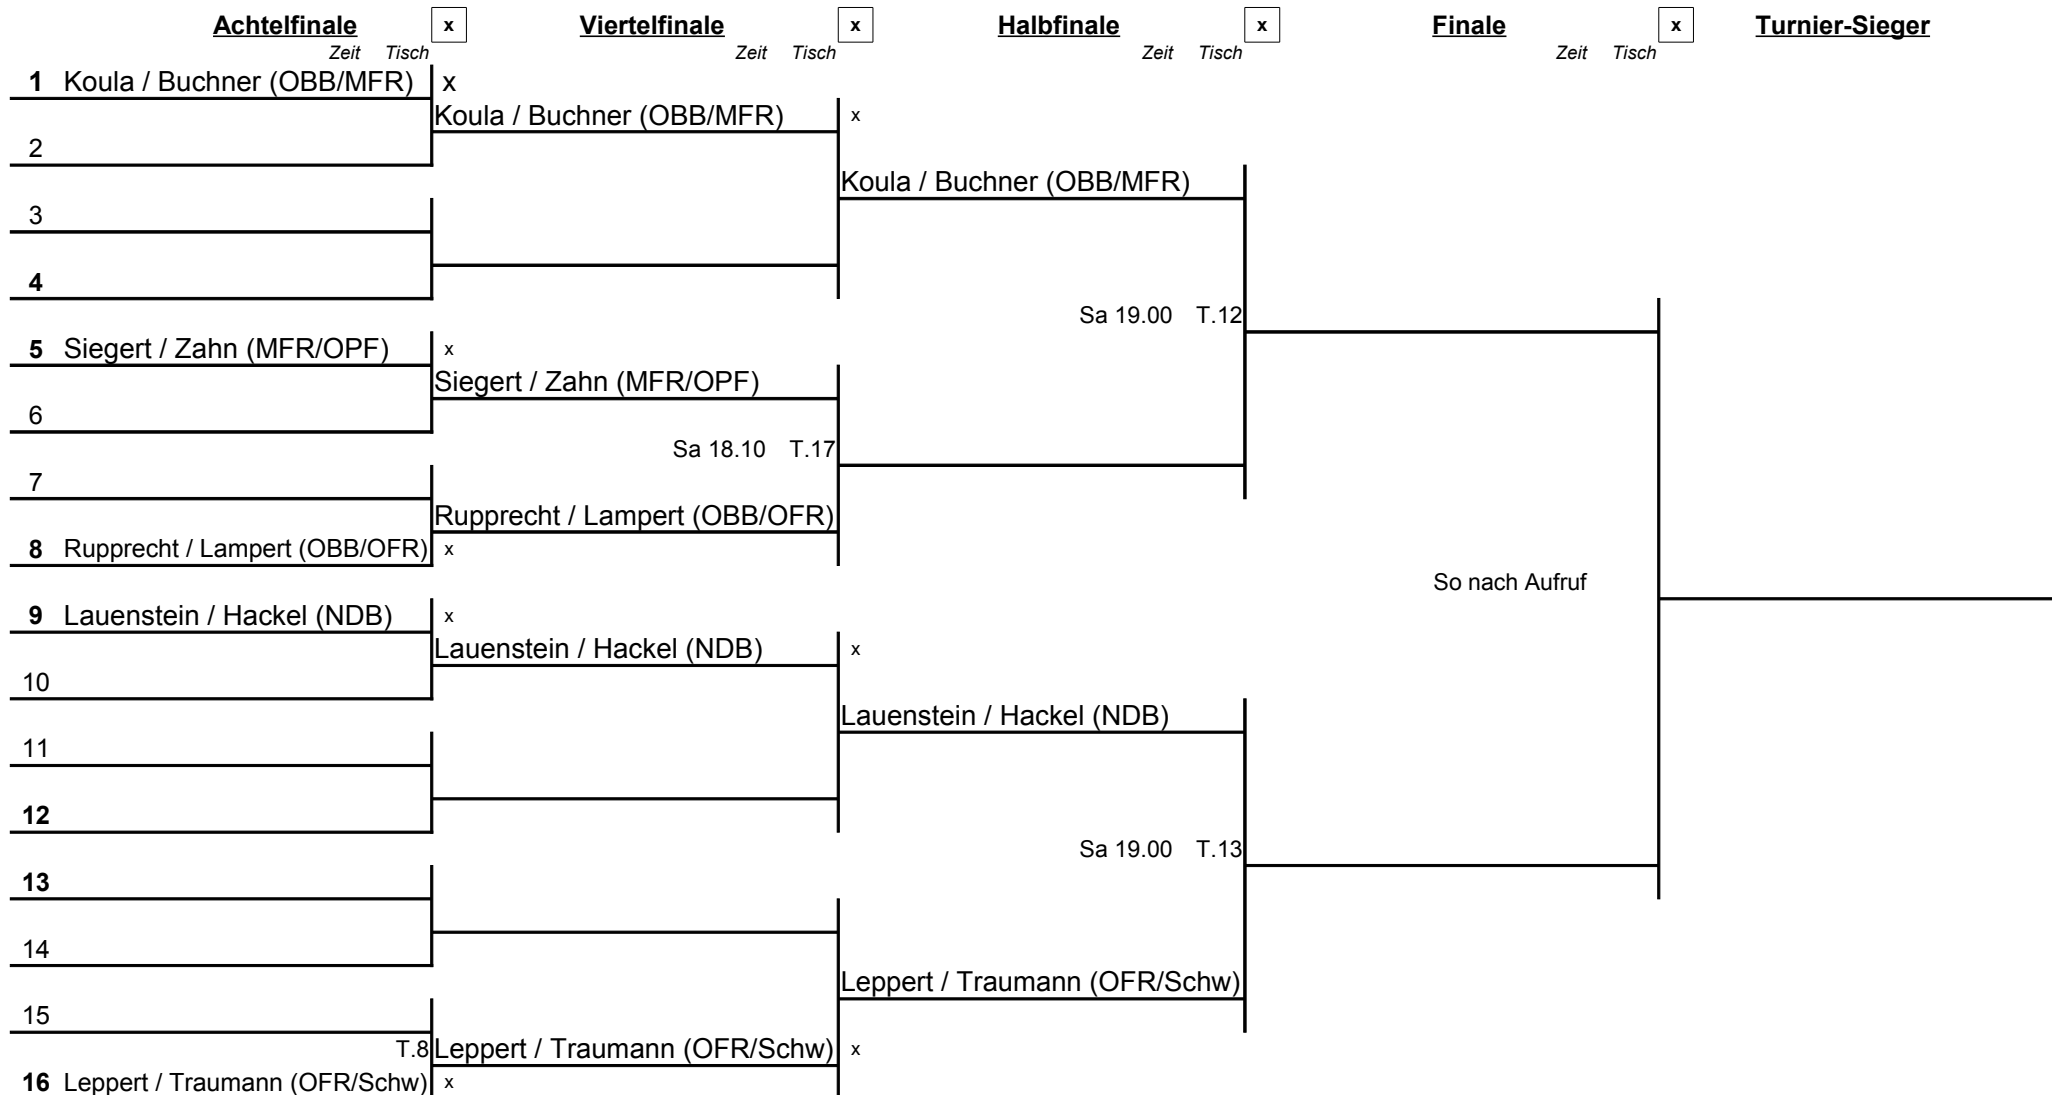 Achtelfinale x Viertelfinale x Halbfinale x Finale x Turnier-Sieger
Zeit Tisch Zeit Tisch Zeit Tisch Zeit Tisch
1 Koula / Buchner (OBB/MFR) x
Koula / Buchner (OBB/MFR) x
2
Koula / Buchner (OBB/MFR)
3
4
Sa 19.00 T.12
5 Siegert / Zahn (MFR/OPF) x
Siegert / Zahn (MFR/OPF)
6
Sa 18.10 T.17
7
Rupprecht / Lampert (OBB/OFR)
8 Rupprecht / Lampert (OBB/OFR) x
So nach Aufruf
9 Lauenstein / Hackel (NDB) x
Lauenstein / Hackel (NDB) x
10
Lauenstein / Hackel (NDB)
11
12
Sa 19.00 T.13
13
14
Leppert / Traumann (OFR/Schw)
15
T.8 Leppert / Traumann (OFR/Schw) x
16 Leppert / Traumann (OFR/Schw) x